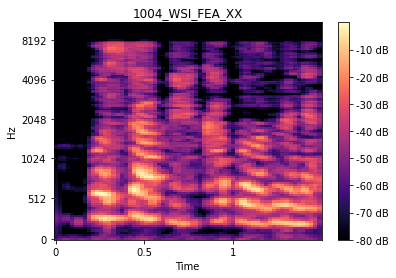 1004_WSI_FEA_XX
8192
4096
2048
1024
512
0
Hz
0
0.5
1
Time
-10 dB
-20 dB
-30 dB
-40 dB
-50 dB
-60 dB
-70 dB
-80 dB